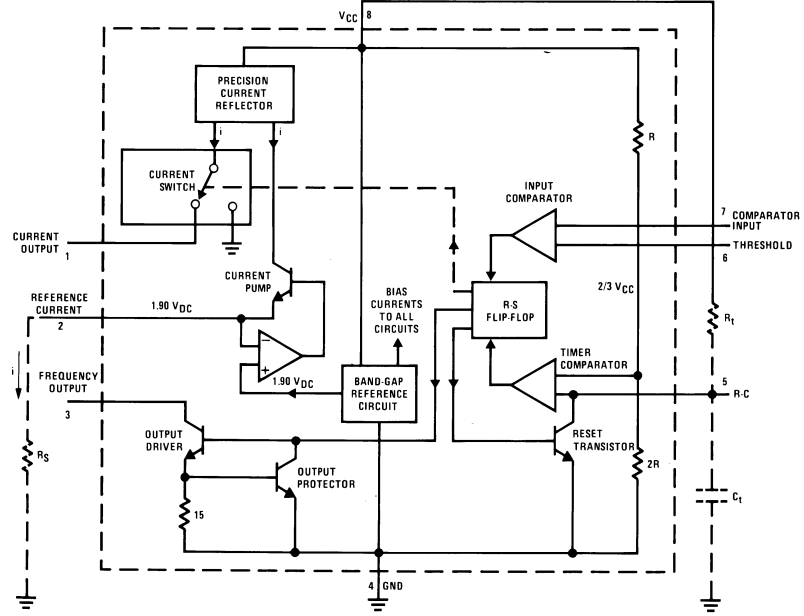 VCC 8
PRECISION
CURRENT
REFLECTOR
i i
R
CURRENT
SWITCH
INPUT
COMPARATOR
7 COMPARATOR
INPUT
THRESHOLD
6
CURRENT
OUTPUT
1
CURRENT
PUMP
BIAS
CURRENTS
TO ALL
CIRCUITS
R-S
FLIP-FLOP
2/3 VCC
REFERENCE
CURRENT
2
1.90 VDC
Rt
i
−
+
1.90 VDC
TIMER
COMPARATOR
FREQUENCY
OUTPUT
3
BAND-GAP
REFERENCE
CIRCUIT
5
R-C
RS
OUTPUT
DRIVER
RESET
TRANSISTOR
OUTPUT
PROTECTOR
2R
Ct
15
4 GND